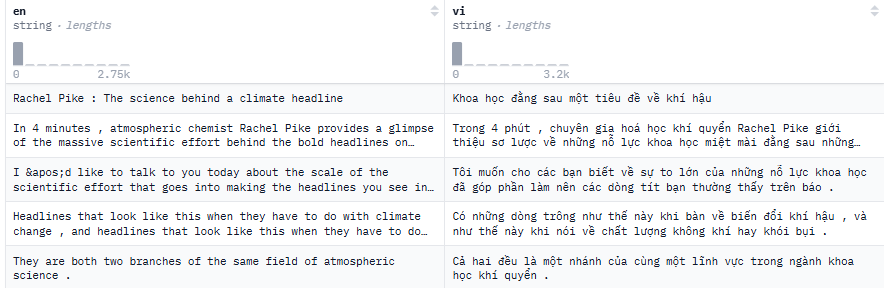 en
string · lengths
0 2.75k
vi
string · lengths
0 3.2k
Rachel Pike : The science behind a climate headline
Khoa học đằng sau một tiêu đề về khí hậu
In 4 minutes , atmospheric chemist Rachel Pike provides a glimpse
of the massive scientific effort behind the bold headlines on…
Trong 4 phút , chuyên gia hoá học khí quyển Rachel Pike giới
thiệu sơ lược về những nỗ lực khoa học miệt mài đằng sau những…
I &apos;d like to talk to you today about the scale of the
scientific effort that goes into making the headlines you see in…
Tôi muốn cho các bạn biết về sự to lớn của những nỗ lực khoa học
đã góp phần làm nên các dòng tít bạn thường thấy trên báo .
Headlines that look like this when they have to do with climate
change , and headlines that look like this when they have to do…
Có những dòng trông như thế này khi bàn về biến đổi khí hậu , và
như thế này khi nói về chất lượng không khí hay khói bụi .
They are both two branches of the same field of atmospheric
science .
Cả hai đều là một nhánh của cùng một lĩnh vực trong ngành khoa
học khí quyển .